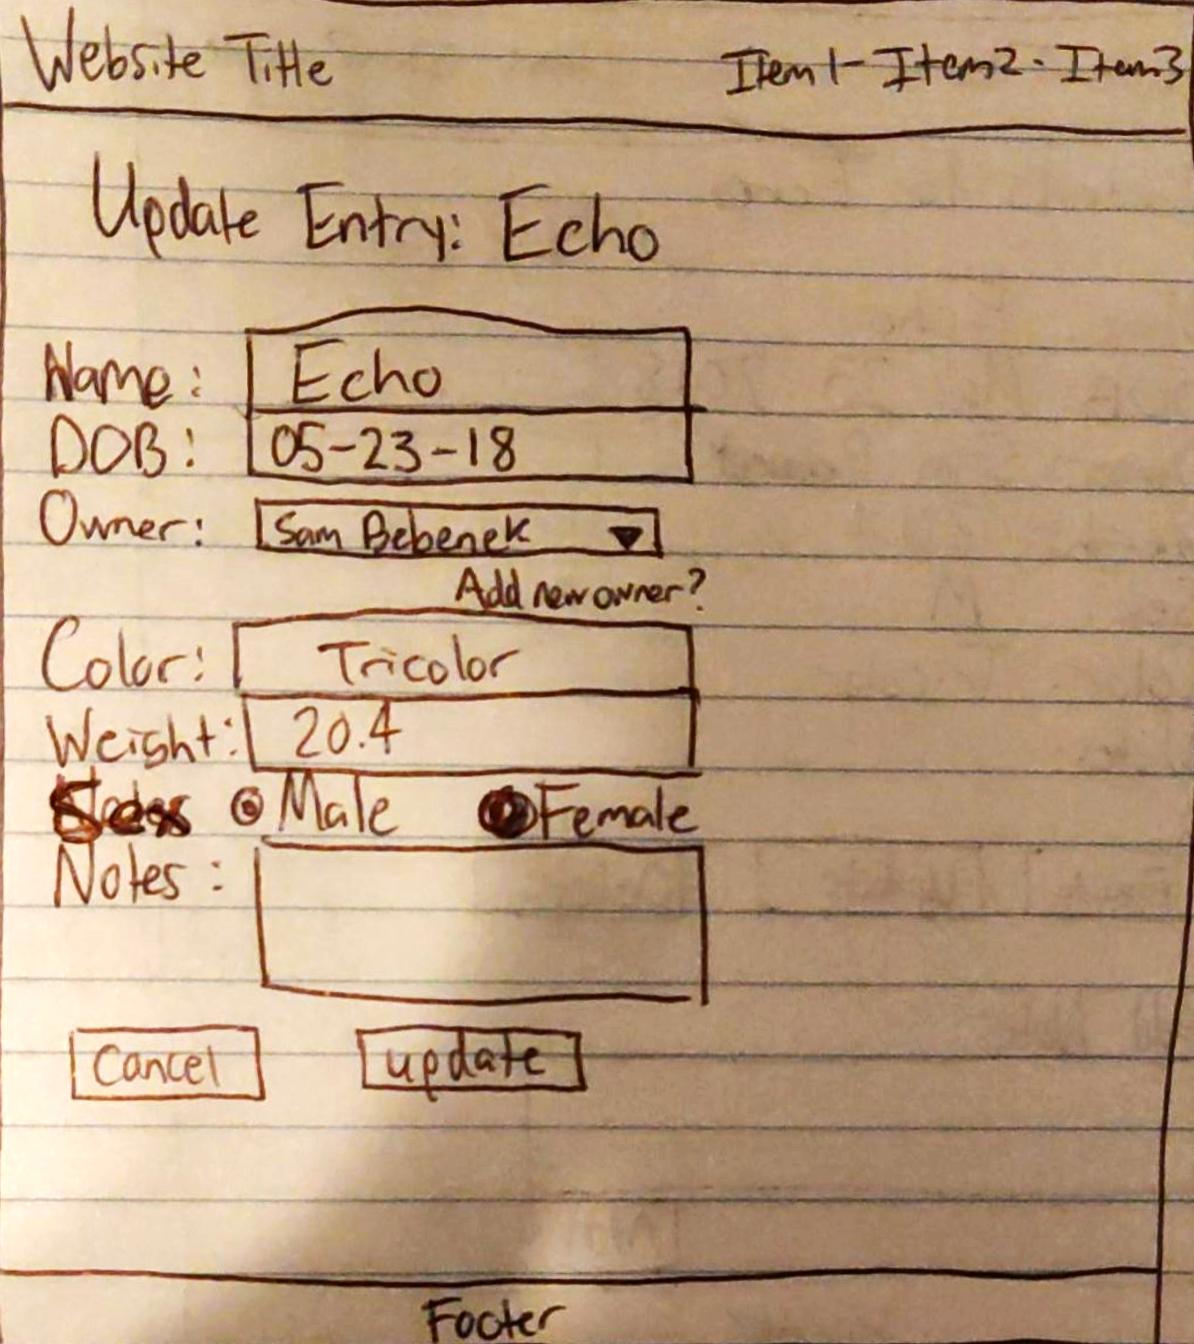 Website Title Item1-Item2-Item3
Update Entry: Echo
Name: Echo
DOB: 05-23-18
Owner: Sam Bebenek
Add new owner?
Color: Tricolor
Weight: 20.4
Sex Male Female
Notes:
Cancel update
Footer